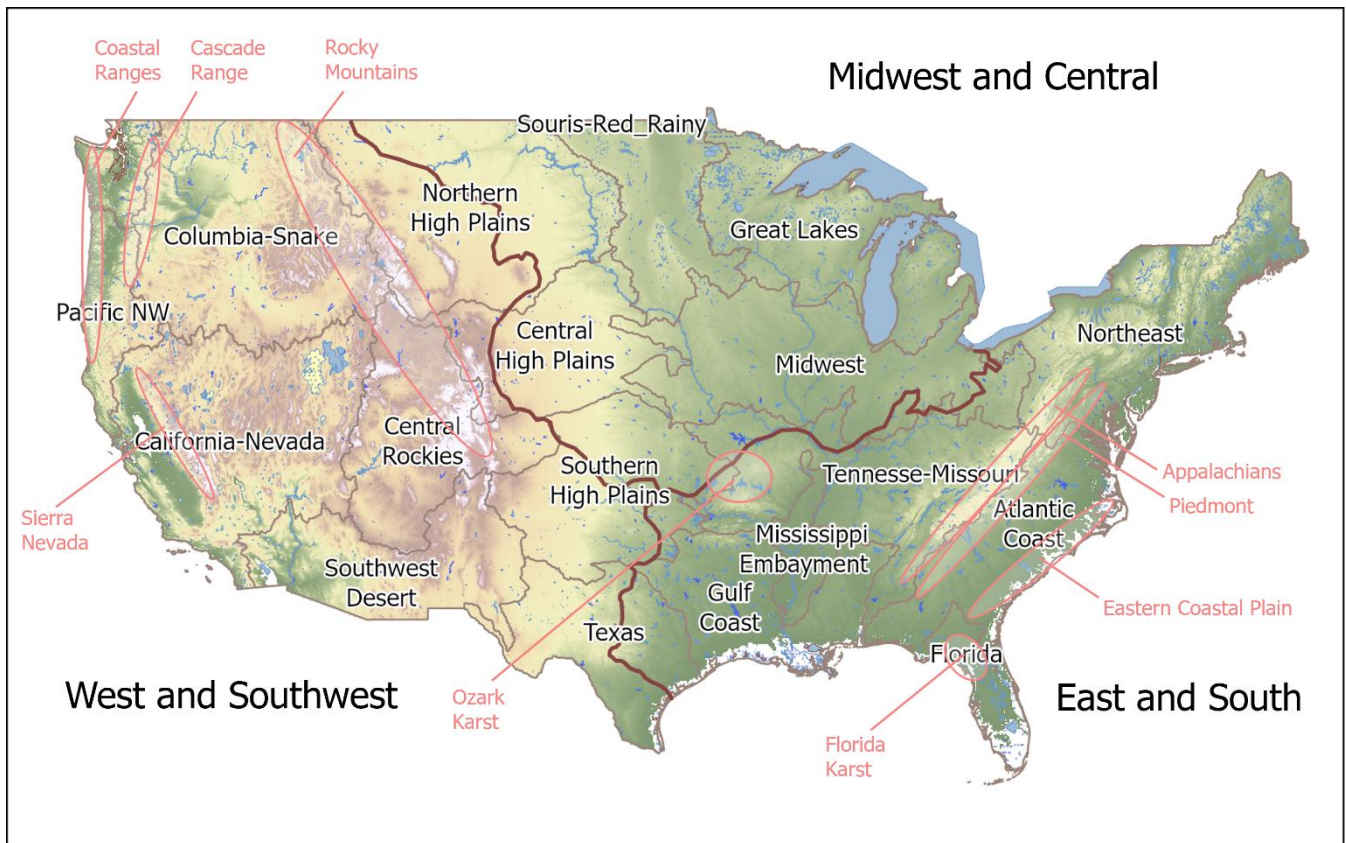 Coastal
Ranges
Cascade
Range
Rocky
Mountains
Midwest and Central
Souris-Red_Rainy
Northern
High Plains
Great Lakes
Columbia-Snake
Pacific NW
Central
High Plains
Northeast
Midwest
California-Nevada
Central
Rockies
Southern
High Plains
Tennesse-Missouri
Appalachians
Piedmont
Atlantic
Coast
Sierra
Nevada
Mississippi
Embayment
Southwest
Desert
Gulf
Coast
Eastern Coastal Plain
Texas
Florida
West and Southwest
Ozark
Karst
East and South
Florida
Karst